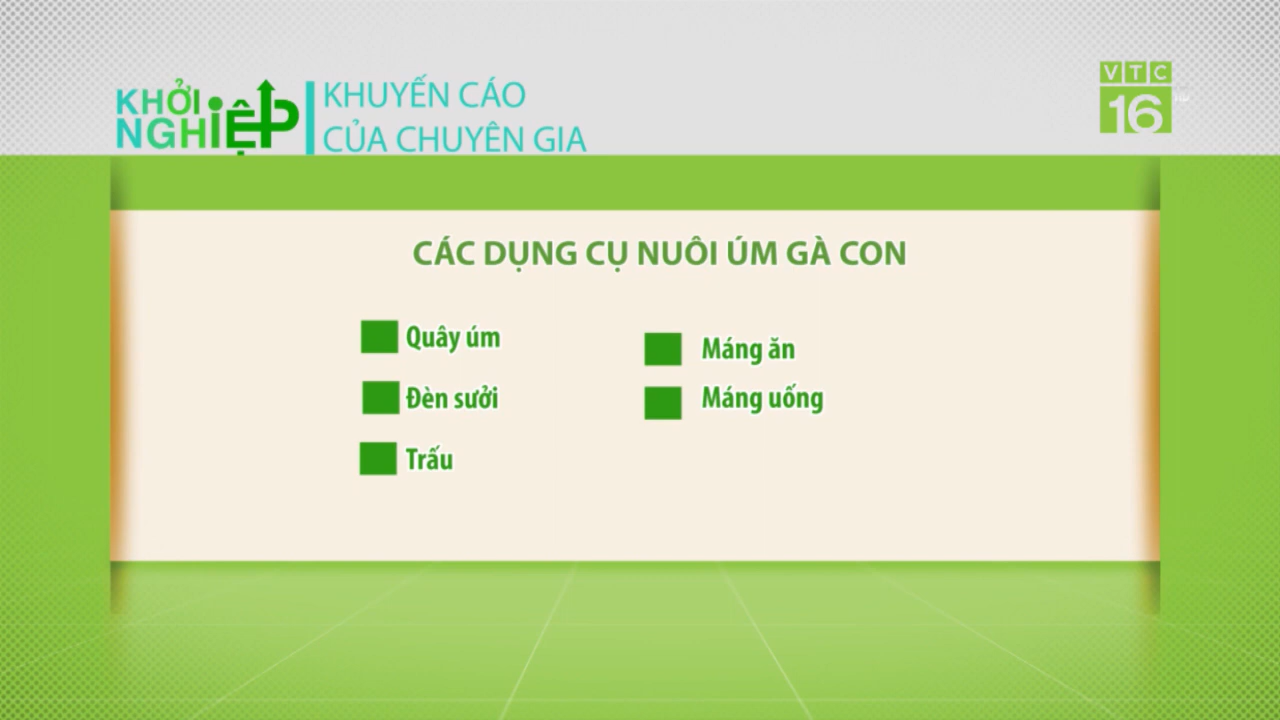 KHỞI
NGHIỆP
KHUYẾN CÁO
CỦA CHUYÊN GIA
VTC
16
CÁC DỤNG CỤ NUÔI ÚM GÀ CON
Quây úm
Đèn sưởi
Trấu
Máng ăn
Máng uống